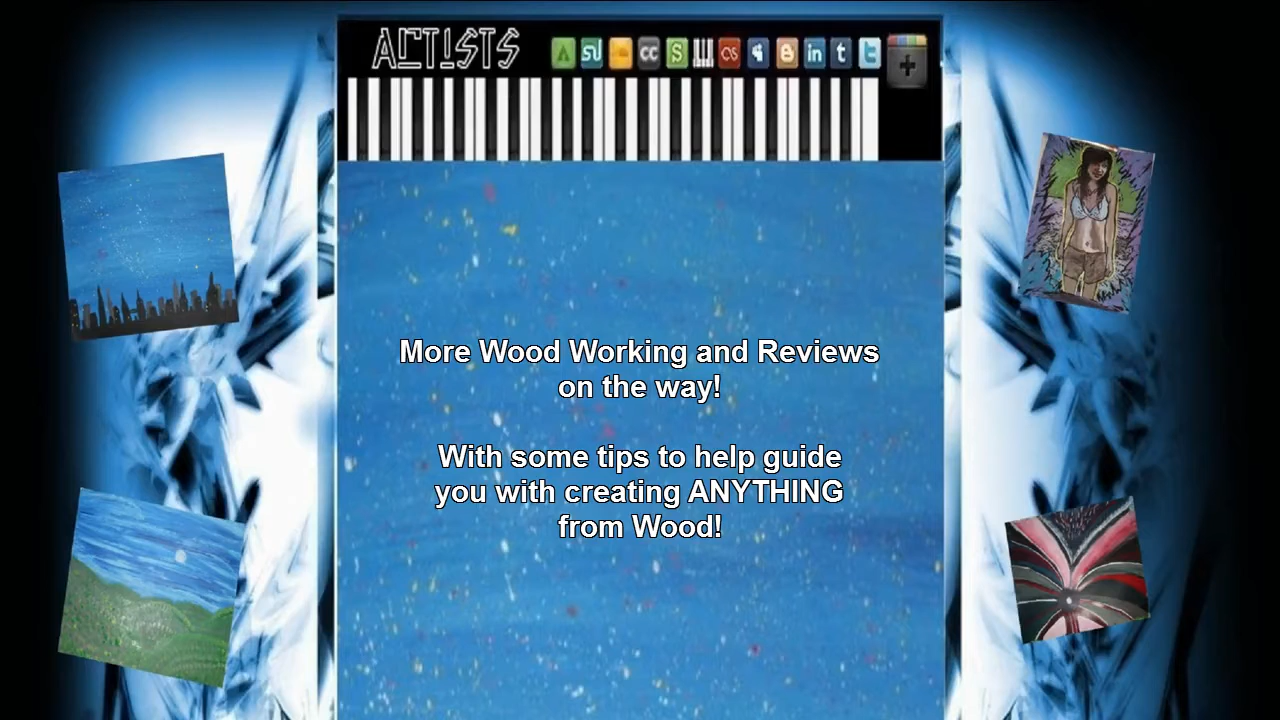 ARTISTS
More Wood Working and Reviews
on the way!
With some tips to help guide
you with creating ANYTHING
from Wood!